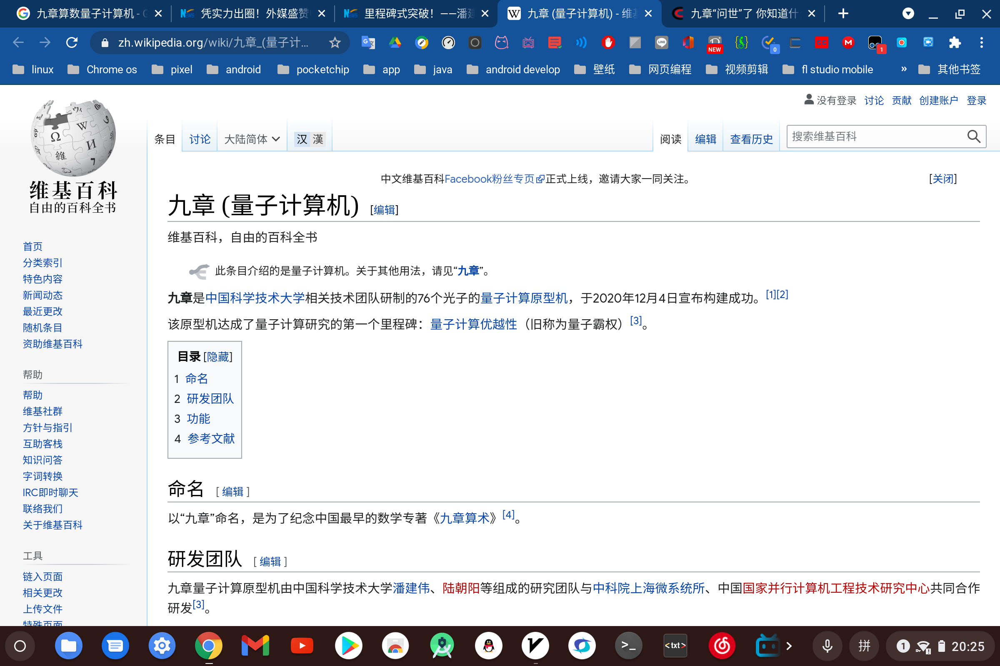 九章算数量子计算机 - G
凭实力出圈！外媒盛赞
里程碑式突破！——潘建
九章 (量子计算机) - 维基
九章“问世”了 你知道什
zh.wikipedia.org/wiki/九章_(量子计...
NEW
0
1
linux
Chrome os
pixel
android
pocketchip
app
java
android develop
壁纸
网页编程
视频剪辑
fl studio mobile
»
其他书签
没有登录 讨论 贡献 创建账户 登录
条目 讨论 大陆简体 汉 漢
阅读 编辑 查看历史 搜索维基百科
维基百科
自由的百科全书
中文维基百科Facebook粉丝专页正式上线，邀请大家一同关注。
[关闭]
九章 (量子计算机) [编辑]
维基百科，自由的百科全书
此条目介绍的是量子计算机。关于其他用法，请见“九章”。
九章是中国科学技术大学相关技术团队研制的76个光子的量子计算原型机，于2020年12月4日宣布构建成功。[1][2]
该原型机达成了量子计算研究的第一个里程碑：量子计算优越性（旧称为量子霸权）[3]。
目录 [隐藏]
1 命名
2 研发团队
3 功能
4 参考文献
命名 [ 编辑 ]
以“九章”命名，是为了纪念中国最早的数学专著《九章算术》[4]。
研发团队 [ 编辑 ]
九章量子计算原型机由中国科学技术大学潘建伟、陆朝阳等组成的研究团队与中科院上海微系统所、中国国家并行计算机工程技术研究中心共同合作
研发[3]。
首页
分类索引
特色内容
新闻动态
最近更改
随机条目
资助维基百科
帮助
帮助
维基社群
方针与指引
互助客栈
知识问答
字词转换
IRC即时聊天
联络我们
关于维基百科
工具
链入页面
相关更改
上传文件
特殊页面
>_
<txt>
拼
1
20:25